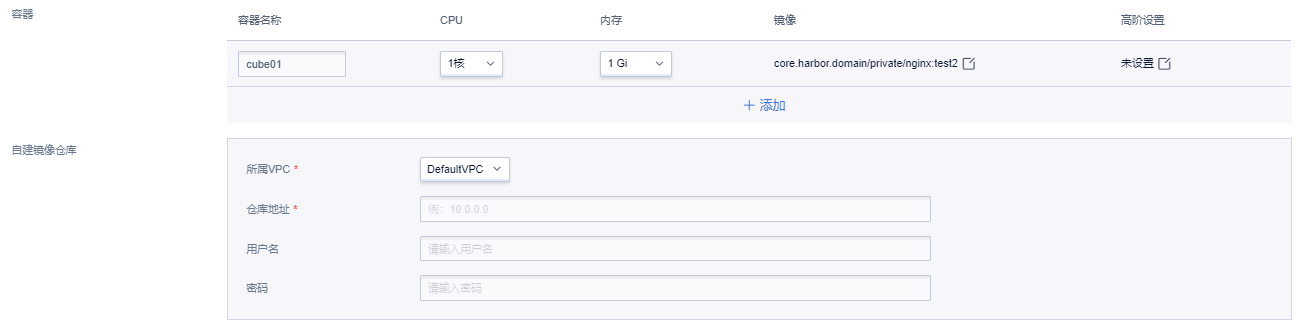 容器
容器名称 CPU 内存 镜像 高阶设置
cube01 1核 1 Gi core.harbor.domain/private/nginx:test2 未设置
+ 添加
自建镜像仓库
所属VPC * DefaultVPC
仓库地址 * 例：10.0.0.0
用户名 请输入用户名
密码 请输入密码